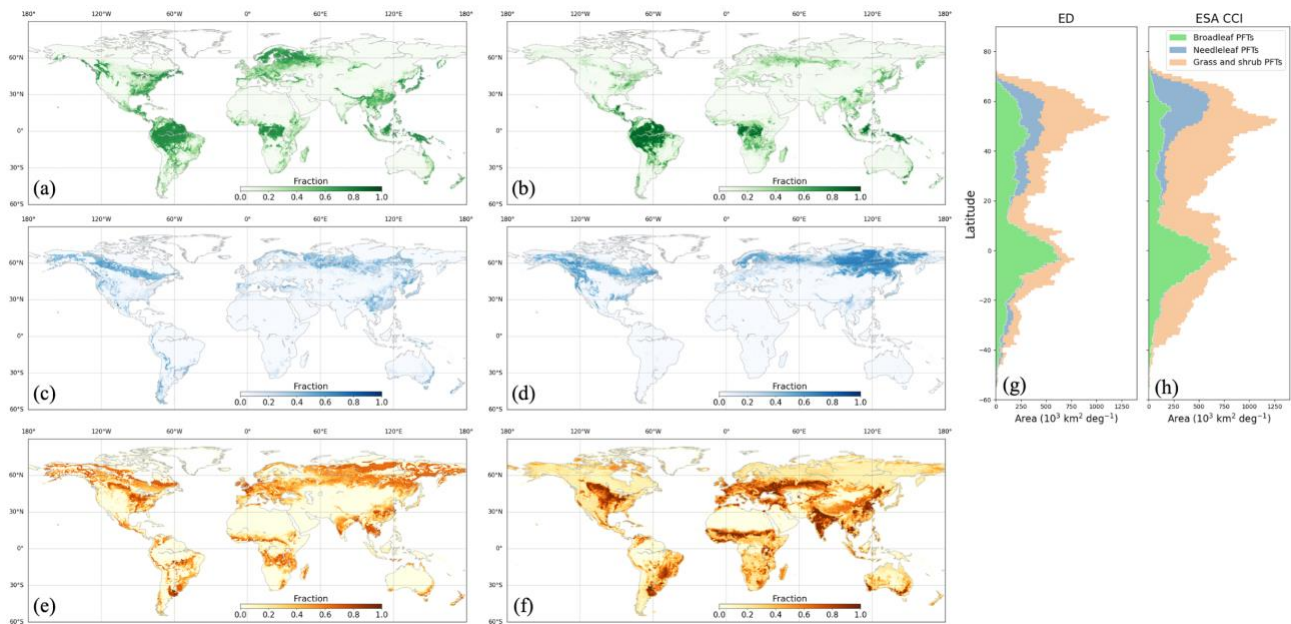 180° 120°W 60°W 0° 60°E 120°E 180° 180° 120°W 60°W 0° 60°E 120°E 180°
60°N 60°N
30°N 30°N
0° 0°
30°S 30°S
60°S 60°S
(a) Fraction
0.0 0.2 0.4 0.6 0.8 1.0
(b) Fraction
0.0 0.2 0.4 0.6 0.8 1.0
180° 120°W 60°W 0° 60°E 120°E 180° 180° 120°W 60°W 0° 60°E 120°E 180°
60°N 60°N
30°N 30°N
0° 0°
30°S 30°S
60°S 60°S
(c) Fraction
0.0 0.2 0.4 0.6 0.8 1.0
(d) Fraction
0.0 0.2 0.4 0.6 0.8 1.0
120°W 60°W 0° 60°E 120°E 180° 120°W 60°W 0° 60°E 120°E 180°
60°N 60°N
30°N 30°N
0° 0°
30°S 30°S
60°S 60°S
(e) Fraction
0.0 0.2 0.4 0.6 0.8 1.0
(f) Fraction
0.0 0.2 0.4 0.6 0.8 1.0
ED
80
60
40
20
0
−20
−40
−60
Latitude
(g)
0 250 500 750 1000 1250
Area (10³ km² deg⁻¹)
ESA CCI
Broadleaf PFTs
Needleleaf PFTs
Grass and shrub PFTs
(h)
0 250 500 750 1000 1250
Area (10³ km² deg⁻¹)